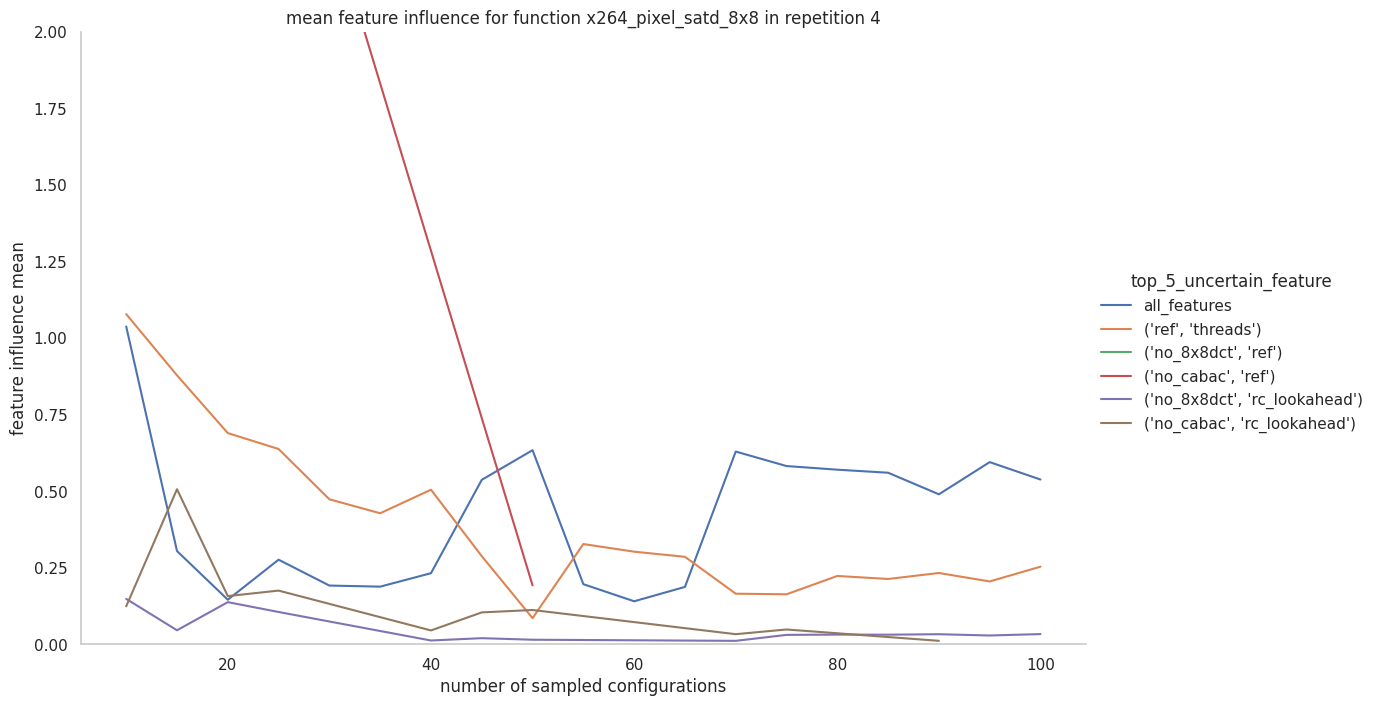 mean feature influence for function x264_pixel_satd_8x8 in repetition 4
2.00
1.75
1.50
1.25
1.00
0.75
0.50
0.25
0.00
feature influence mean
20
40
60
80
100
number of sampled configurations
top_5_uncertain_feature
all_features
('ref', 'threads')
('no_8x8dct', 'ref')
('no_cabac', 'ref')
('no_8x8dct', 'rc_lookahead')
('no_cabac', 'rc_lookahead')